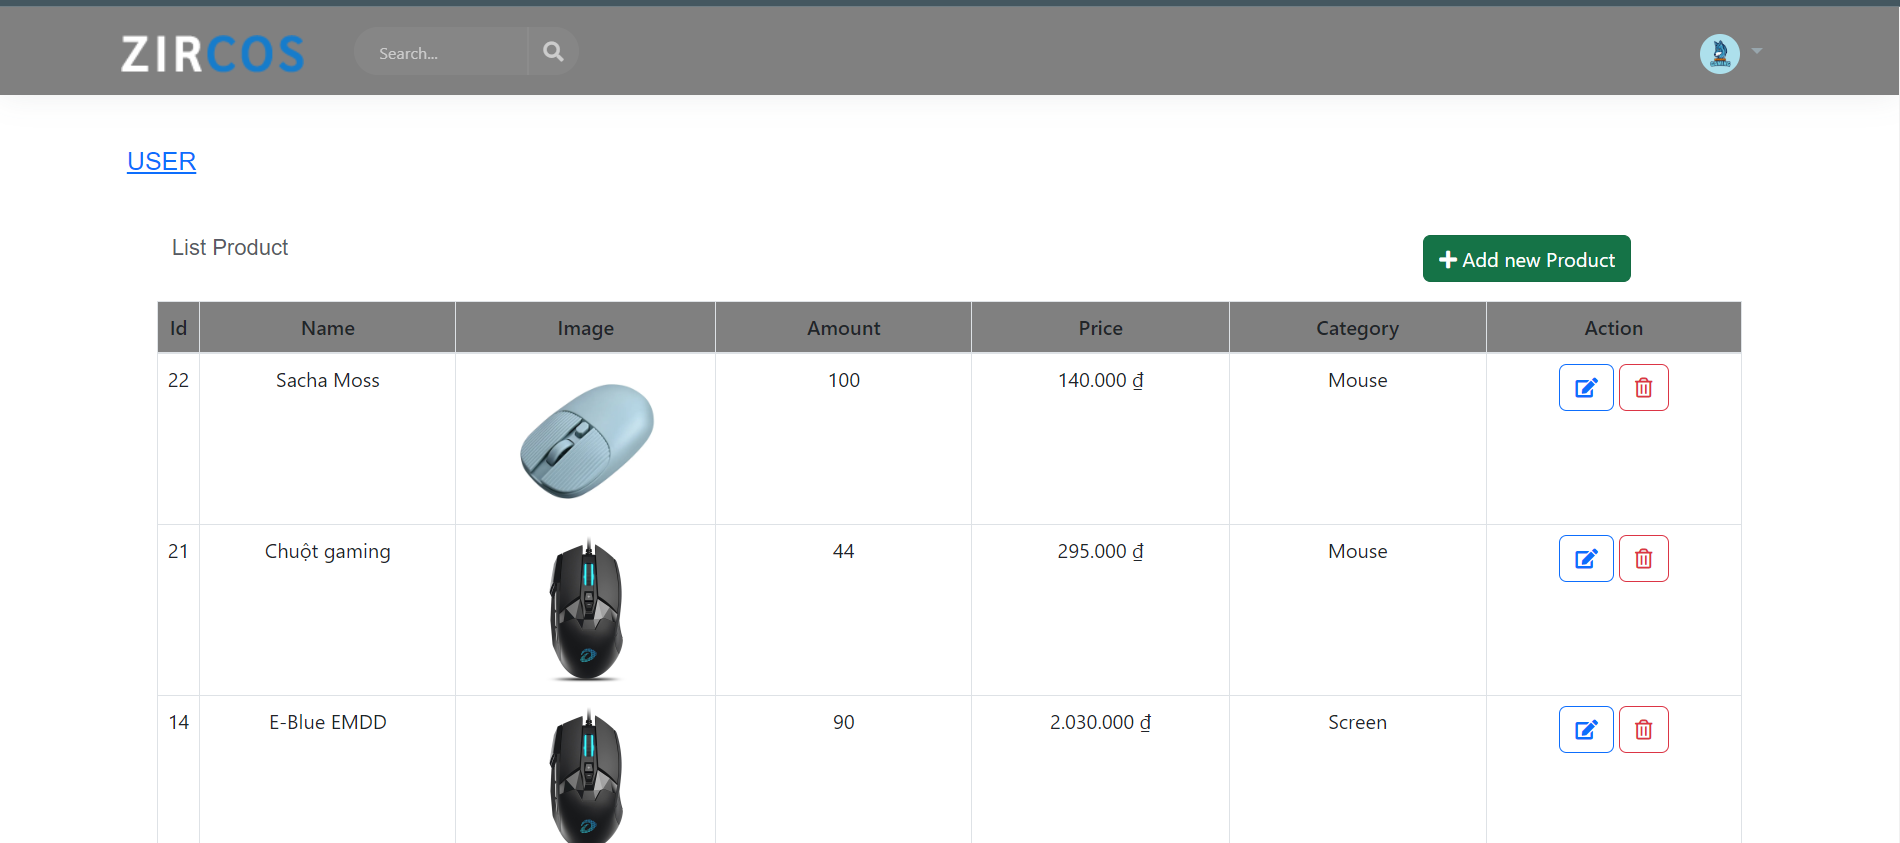 ZIRCOS
Search...
USER
List Product
Add new Product
Id Name Image Amount Price Category Action
22 Sacha Moss 100 140.000 ₫ Mouse
21 Chuột gaming 44 295.000 ₫ Mouse
14 E-Blue EMDD 90 2.030.000 ₫ Screen